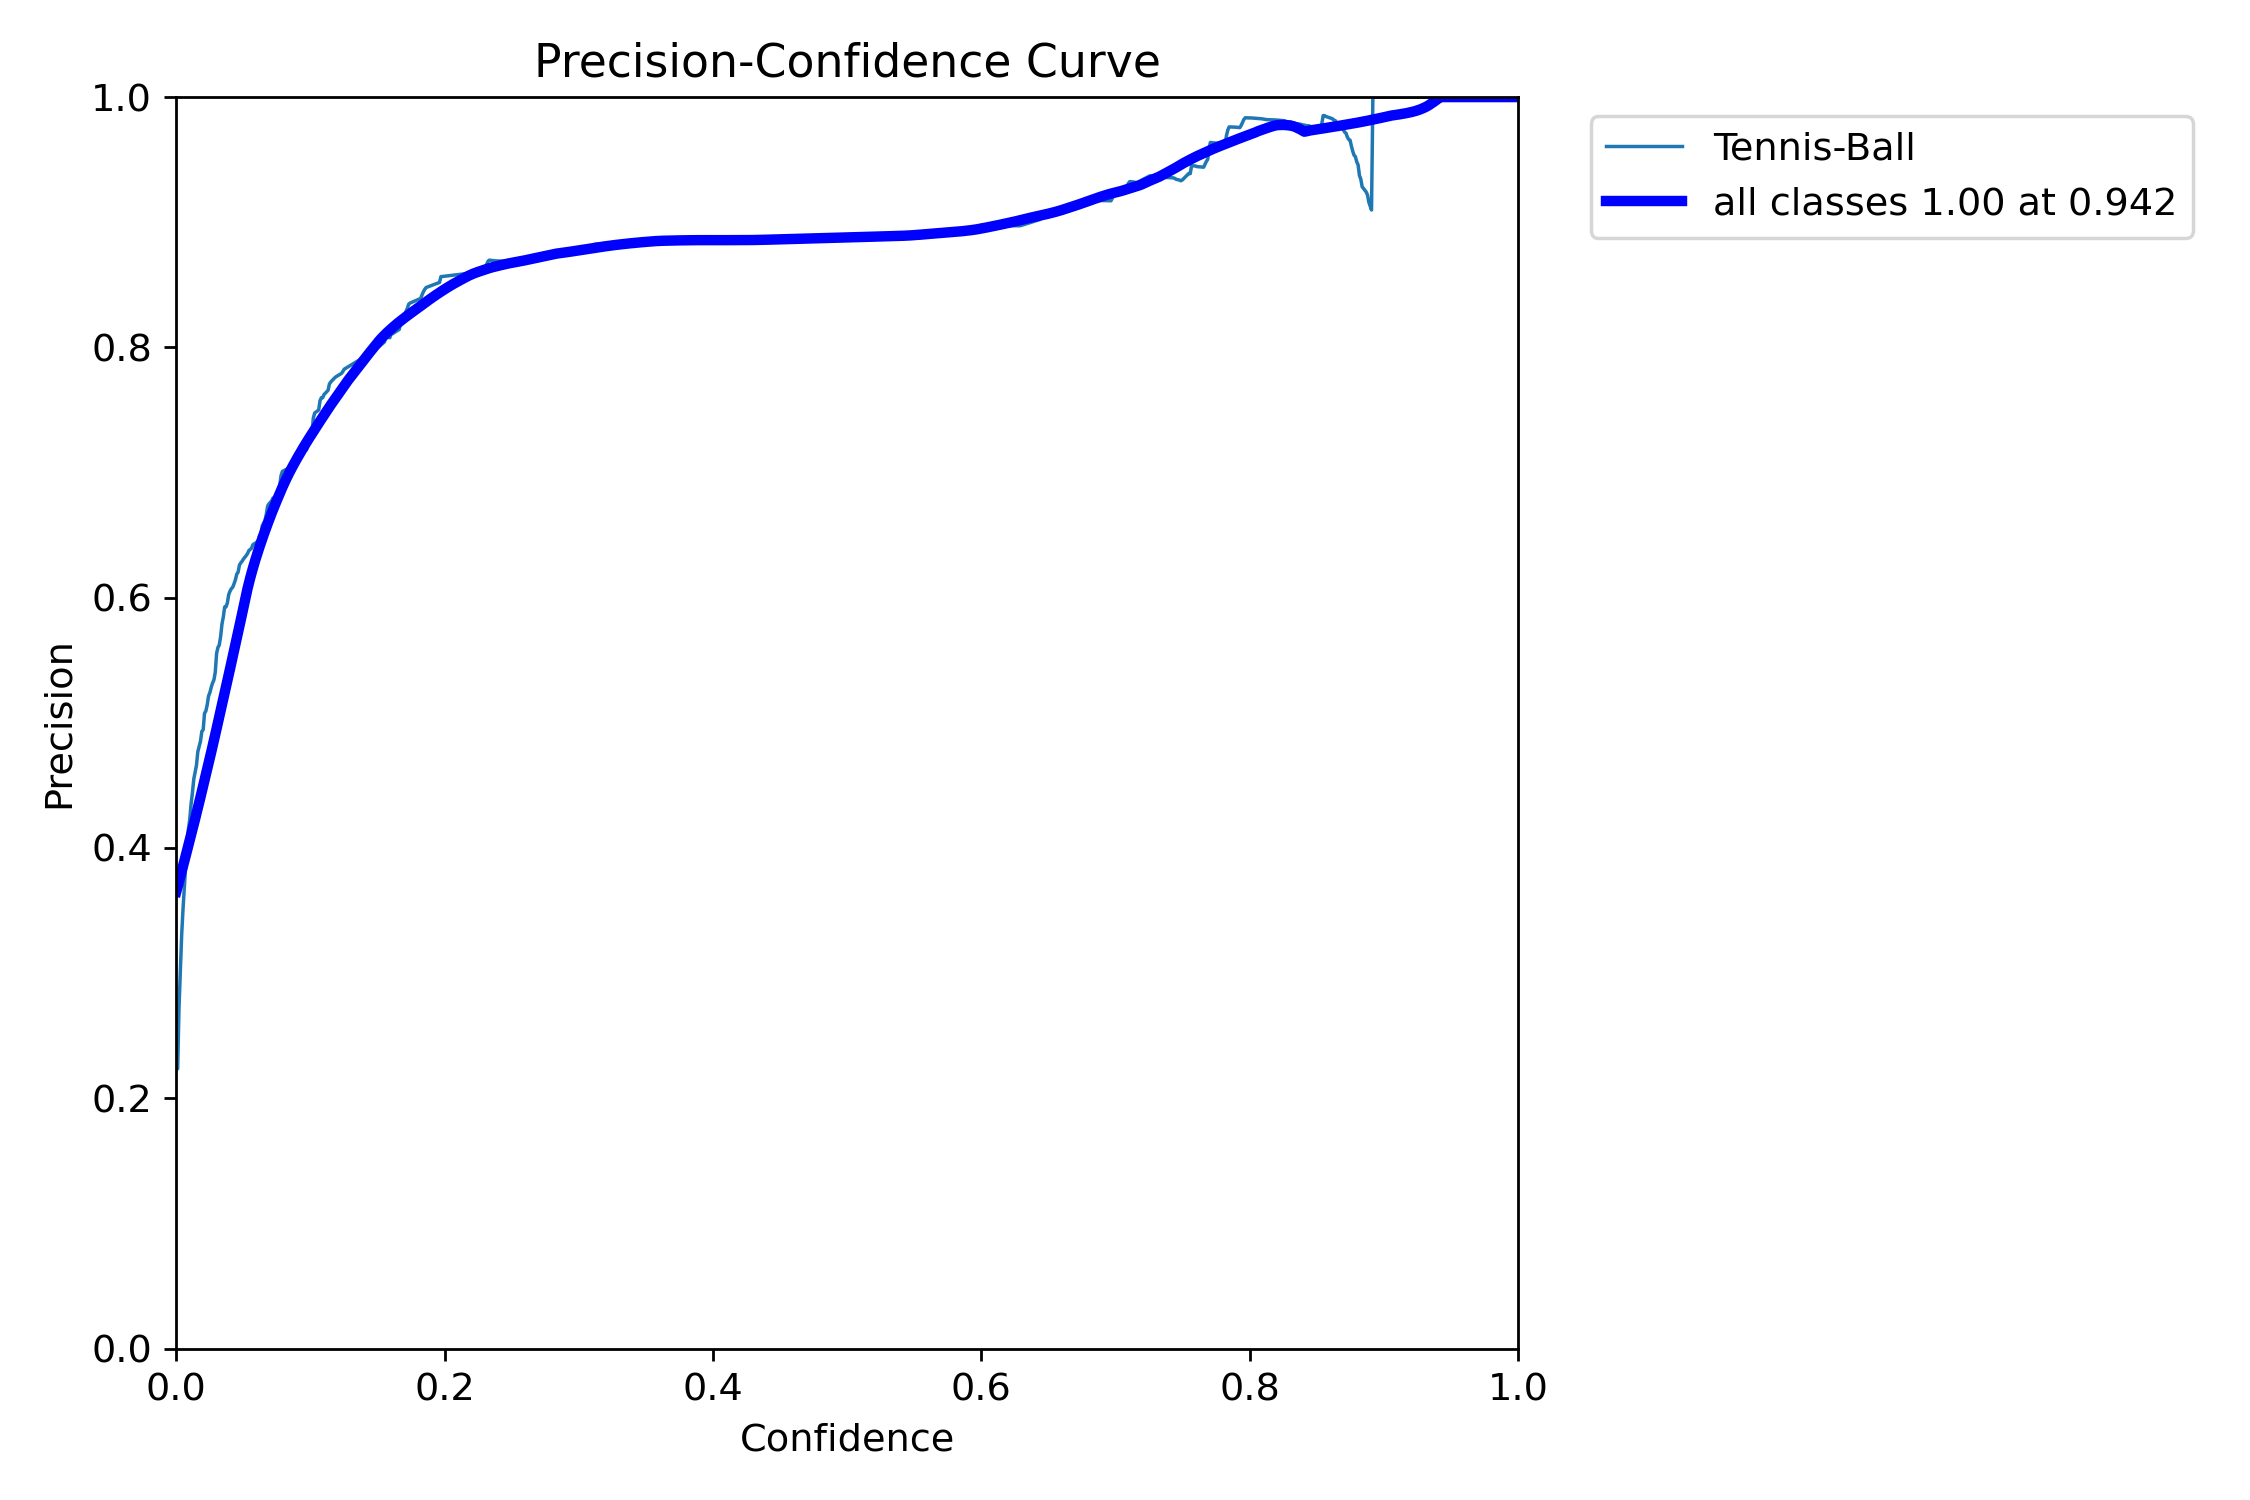 Precision-Confidence Curve
1.0
0.8
0.6
0.4
0.2
0.0
Precision
0.0 0.2 0.4 0.6 0.8 1.0
Confidence
Tennis-Ball
all classes 1.00 at 0.942